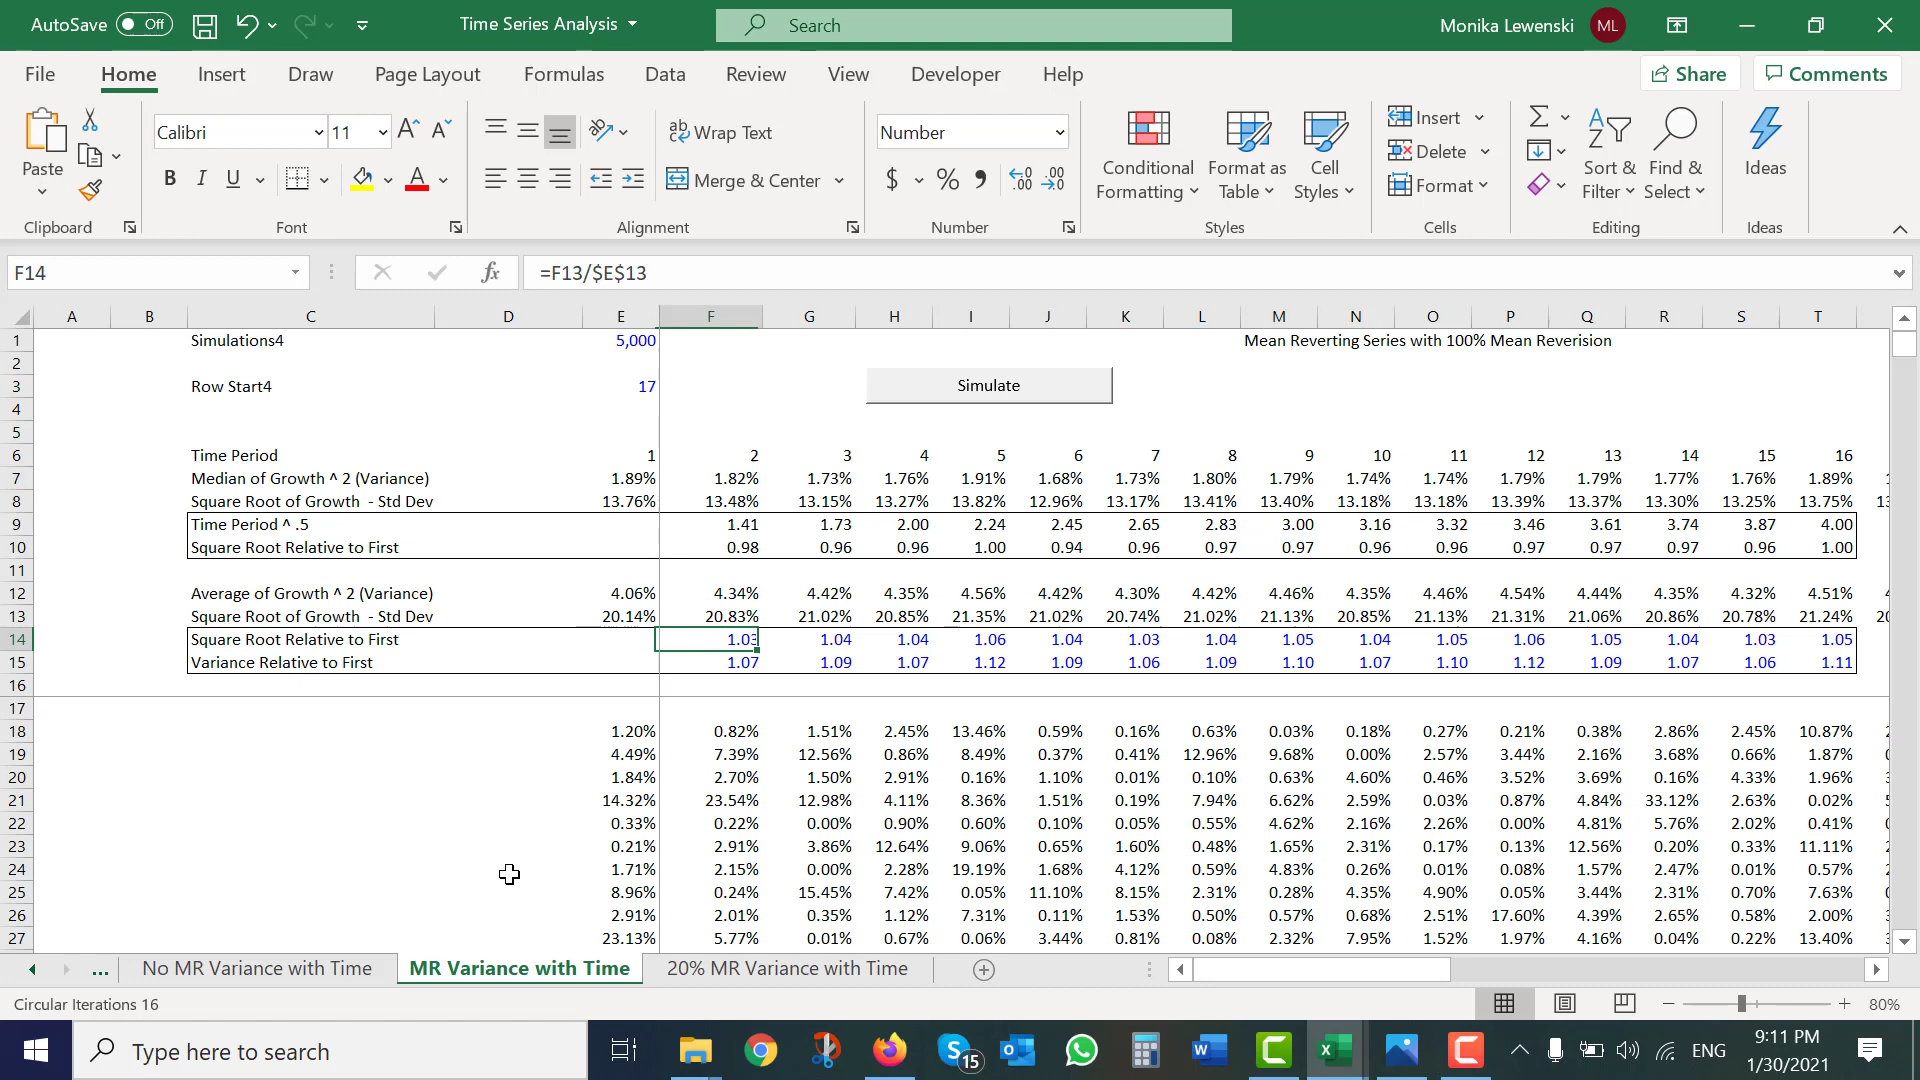 AutoSave Off Time Series Analysis Search Monika Lewenski ML
File Home Insert Draw Page Layout Formulas Data Review View Developer Help Share Comments
Paste Calibri 11 Wrap Text Number Conditional Formatting Format as Table Cell Styles Insert Sort & Filter Find & Select Ideas
B I U Merge & Center $ % Delete
Format
Clipboard Font Alignment Number Styles Cells Editing Ideas
F14 fx =F13/$E$13
A B C D E F G H I J K L M N O P Q R S T
1 Simulations4 5,000 Mean Reverting Series with 100% Mean Reverision
2
3 Row Start4 17 Simulate
4
5
6 Time Period 1 2 3 4 5 6 7 8 9 10 11 12 13 14 15 16
7 Median of Growth ^ 2 (Variance) 1.89% 1.82% 1.73% 1.76% 1.91% 1.68% 1.73% 1.80% 1.79% 1.74% 1.74% 1.79% 1.79% 1.77% 1.76% 1.89%
8 Square Root of Growth - Std Dev 13.76% 13.48% 13.15% 13.27% 13.82% 12.96% 13.17% 13.41% 13.40% 13.18% 13.18% 13.39% 13.37% 13.30% 13.25% 13.75%
9 Time Period ^ .5 1.41 1.73 2.00 2.24 2.45 2.65 2.83 3.00 3.16 3.32 3.46 3.61 3.74 3.87 4.00
10 Square Root Relative to First 0.98 0.96 0.96 1.00 0.94 0.96 0.97 0.97 0.96 0.96 0.97 0.97 0.97 0.96 1.00
11
12 Average of Growth ^ 2 (Variance) 4.06% 4.34% 4.42% 4.35% 4.56% 4.42% 4.30% 4.42% 4.46% 4.35% 4.46% 4.54% 4.44% 4.35% 4.32% 4.51%
13 Square Root of Growth - Std Dev 20.14% 20.83% 21.02% 20.85% 21.35% 21.02% 20.74% 21.02% 21.13% 20.85% 21.13% 21.31% 21.06% 20.86% 20.78% 21.24%
14 Square Root Relative to First 1.03 1.04 1.04 1.06 1.04 1.03 1.04 1.05 1.04 1.05 1.06 1.05 1.04 1.03 1.05
15 Variance Relative to First 1.07 1.09 1.07 1.12 1.09 1.06 1.09 1.10 1.07 1.10 1.12 1.09 1.07 1.06 1.11
16
17
18 1.20% 0.82% 1.51% 2.45% 13.46% 0.59% 0.16% 0.63% 0.03% 0.18% 0.27% 0.21% 0.38% 2.86% 2.45% 10.87%
19 4.49% 7.39% 12.56% 0.86% 8.49% 0.37% 0.41% 12.96% 9.68% 0.00% 2.57% 3.44% 2.16% 3.68% 0.66% 1.87%
20 1.84% 2.70% 1.50% 2.91% 0.16% 1.10% 0.01% 0.10% 0.63% 4.60% 0.46% 3.52% 3.69% 0.16% 4.33% 1.96%
21 14.32% 23.54% 12.98% 4.11% 8.36% 1.51% 0.19% 7.94% 6.62% 2.59% 0.03% 0.87% 4.84% 33.12% 2.63% 0.02%
22 0.33% 0.22% 0.00% 0.90% 0.60% 0.10% 0.05% 0.55% 4.62% 2.16% 2.26% 0.00% 4.81% 5.76% 2.02% 0.41%
23 0.21% 2.91% 3.86% 12.64% 9.06% 0.65% 1.60% 0.48% 1.65% 2.31% 0.17% 0.13% 12.56% 0.20% 0.33% 11.11%
24 1.71% 2.15% 0.00% 2.28% 19.19% 1.68% 4.12% 0.59% 4.83% 0.26% 0.01% 0.08% 1.57% 2.47% 0.01% 0.57%
25 8.96% 0.24% 15.45% 7.42% 0.05% 11.10% 8.15% 2.31% 0.28% 4.35% 4.90% 0.05% 3.44% 2.31% 0.70% 7.63%
26 2.91% 2.01% 0.35% 1.12% 7.31% 0.11% 1.53% 0.50% 0.57% 0.68% 2.51% 17.60% 4.39% 2.65% 0.58% 2.00%
27 23.13% 5.77% 0.01% 0.67% 0.06% 3.44% 0.81% 0.08% 2.32% 7.95% 1.52% 1.97% 4.16% 0.04% 0.22% 13.40%
... No MR Variance with Time MR Variance with Time 20% MR Variance with Time
Circular Iterations 16 80%
Type here to search 15 ENG 9:11 PM
1/30/2021